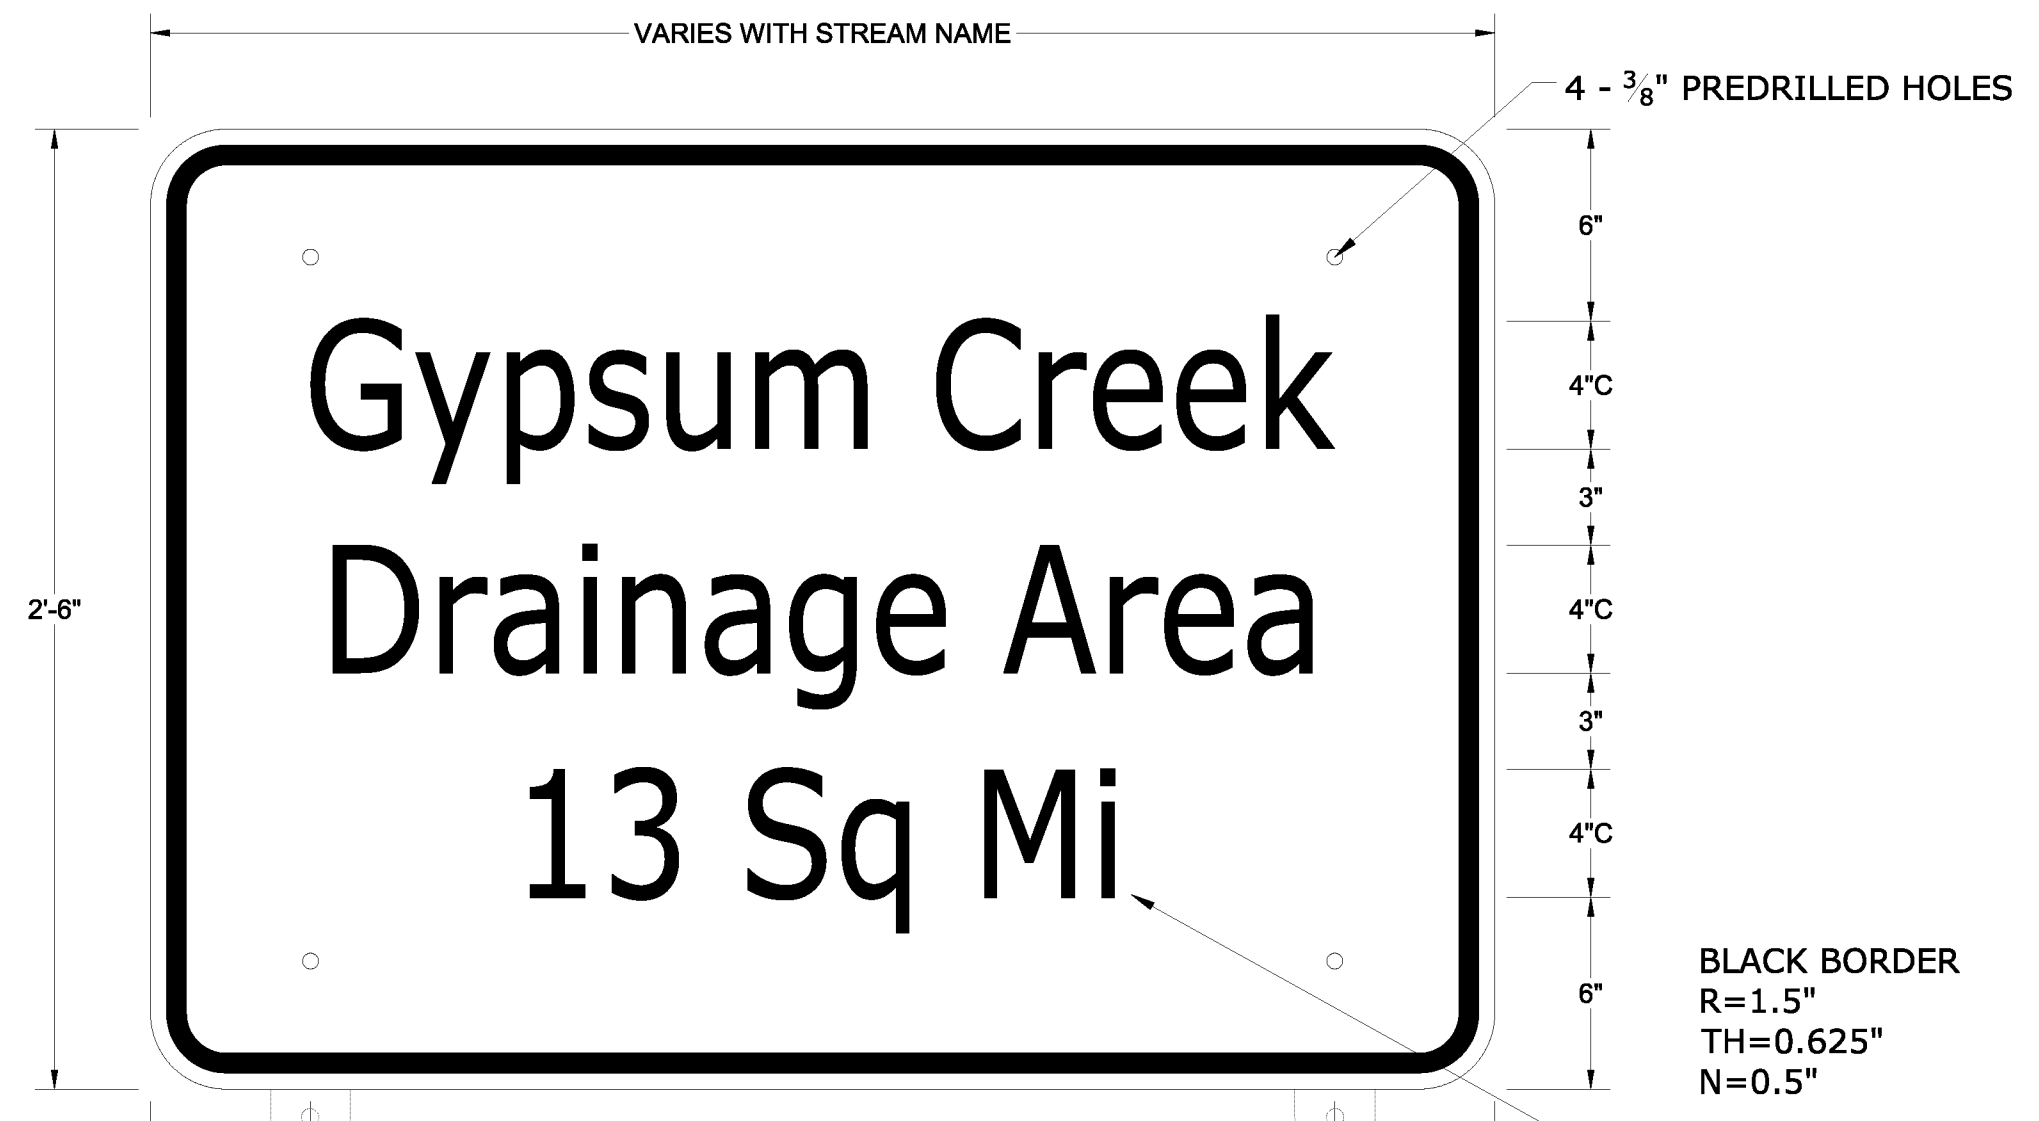 VARIES WITH STREAM NAME
4 - 3/8" PREDRILLED HOLES
6"
Gypsum Creek
4"C
3"
2'-6"
Drainage Area
4"C
3"
13 Sq Mi
4"C
6"
BLACK BORDER
R=1.5"
TH=0.625"
N=0.5"